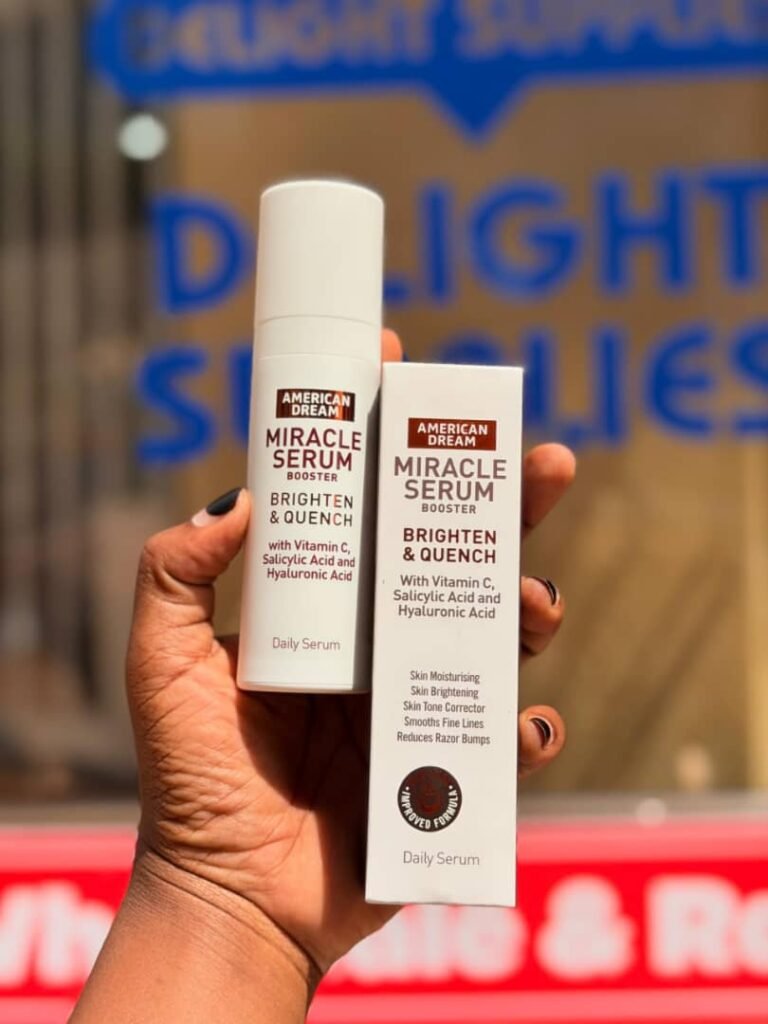 DELIGHT SUPPLIES
LIGHT
AMERICAN
DREAM
MIRACLE
SERUM
BOOSTER
BRIGHTEN
& QUENCH
with Vitamin C,
Salicylic Acid and
Hyaluronic Acid
Daily Serum
AMERICAN
DREAM
MIRACLE
SERUM
BOOSTER
BRIGHTEN
& QUENCH
With Vitamin C,
Salicylic Acid and
Hyaluronic Acid
Skin Moisturising
Skin Brightening
Skin Tone Corrector
Smooths Fine Lines
Reduces Razor Bumps
• IMPROVED FORMULA •
Daily Serum
&